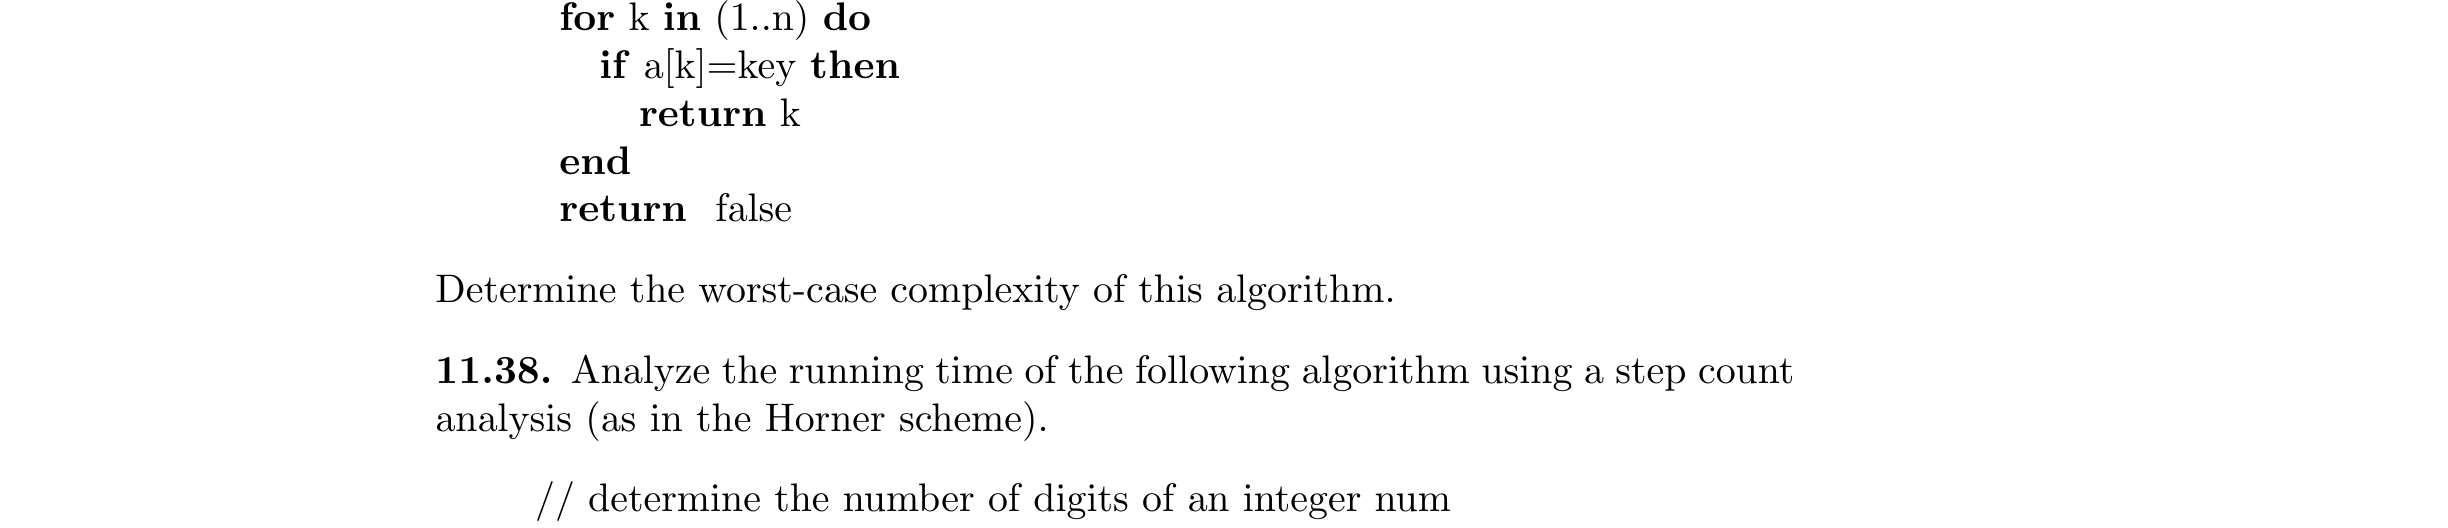 for k in (1..n) do
if a[k]=key then
return k
end
return false
Determine the worst-case complexity of this algorithm.
11.38. Analyze the running time of the following algorithm using a step count
analysis (as in the Horner scheme).
// determine the number of digits of an integer num